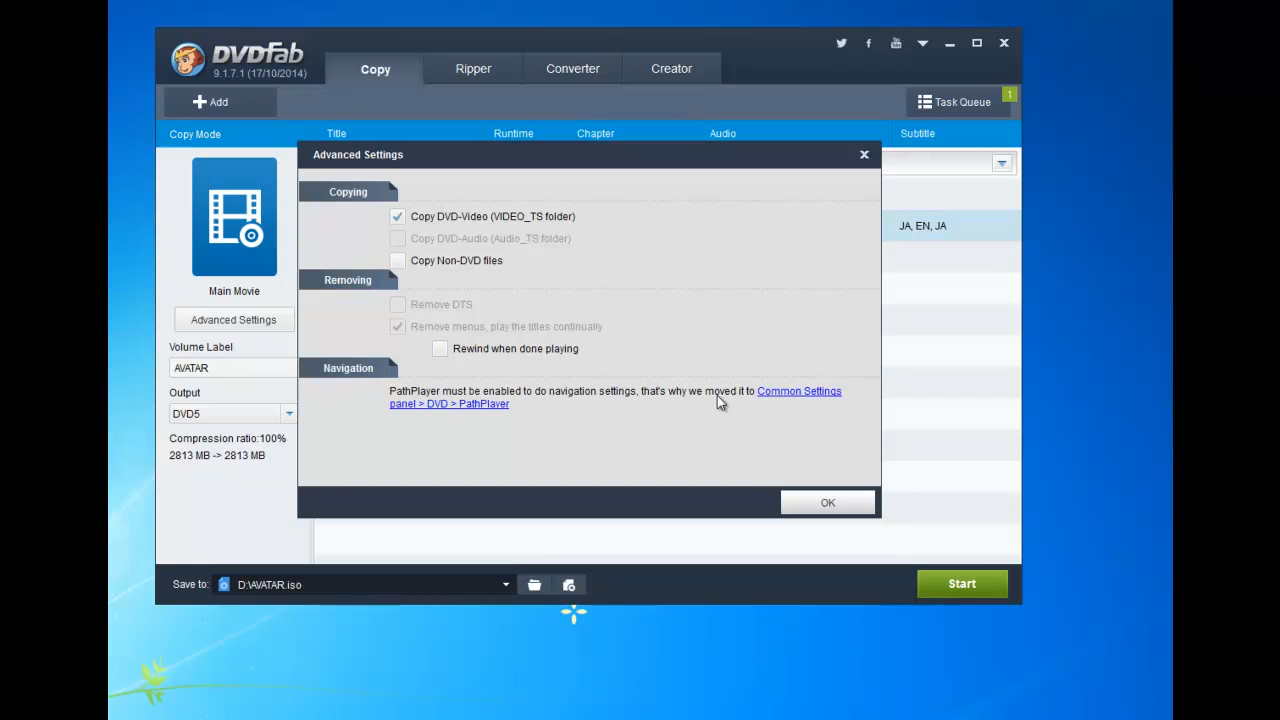 DVDFab
9.1.7.1 (17/10/2014)
Copy
Ripper
Converter
Creator
Add
Task Queue
1
Copy Mode
Title
Runtime
Chapter
Audio
Subtitle
Advanced Settings
Copying
Copy DVD-Video (VIDEO_TS folder)
Copy DVD-Audio (Audio_TS folder)
Copy Non-DVD files
JA, EN, JA
Removing
Main Movie
Remove DTS
Advanced Settings
Remove menus, play the titles continually
Volume Label
Rewind when done playing
AVATAR
Navigation
Output
PathPlayer must be enabled to do navigation settings, that's why we moved it to Common Settings
panel > DVD > PathPlayer
DVD5
Compression ratio:100%
2813 MB -> 2813 MB
OK
Save to:
D:\AVATAR.iso
Start